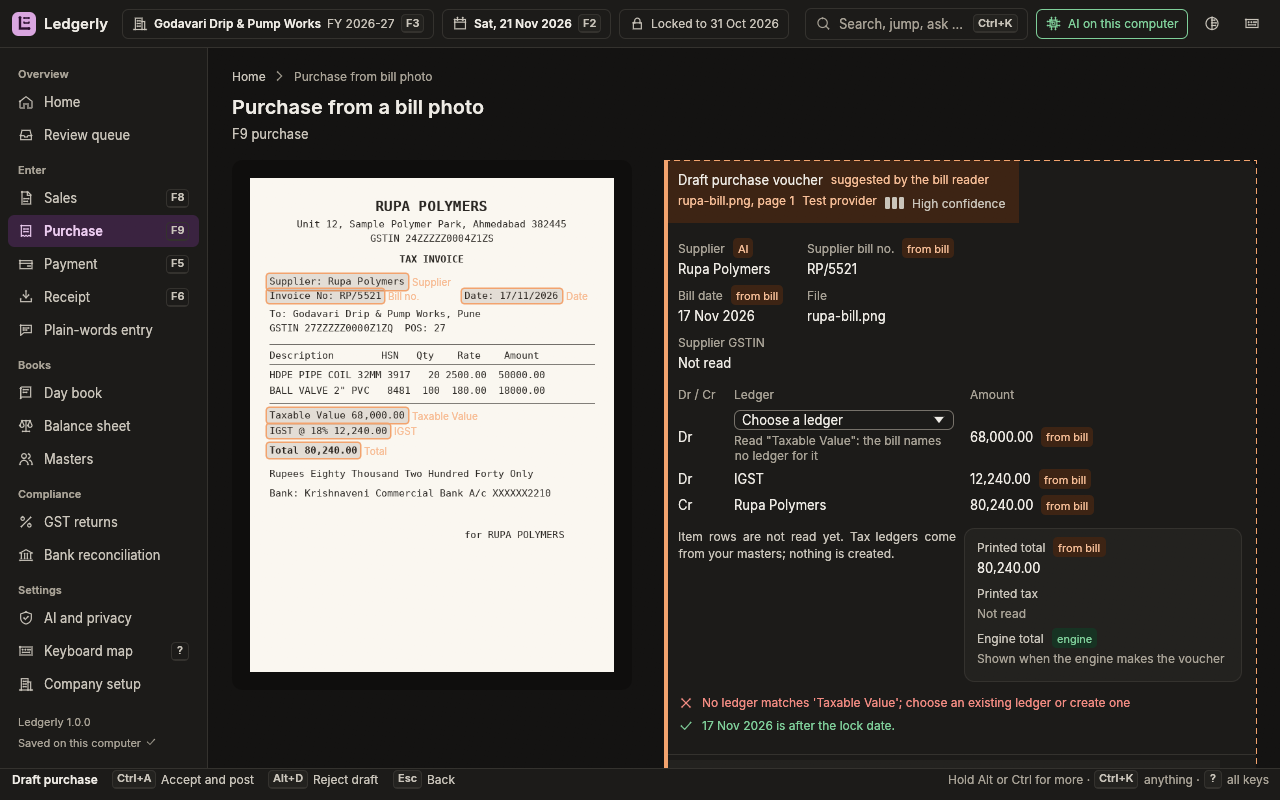 Ledgerly
Godavari Drip & Pump Works FY 2026-27 F3
Sat, 21 Nov 2026 F2
Locked to 31 Oct 2026
Search, jump, ask ... Ctrl+K
AI on this computer
Overview
Home
Review queue
Enter
Sales F8
Purchase F9
Payment F5
Receipt F6
Plain-words entry
Books
Day book
Balance sheet
Masters
Compliance
GST returns
Bank reconciliation
Settings
AI and privacy
Keyboard map ?
Company setup
Ledgerly 1.0.0
Saved on this computer
Home > Purchase from bill photo
Purchase from a bill photo
F9 purchase
RUPA POLYMERS
Unit 12, Sample Polymer Park, Ahmedabad 382445
GSTIN 24ZZZZZ0004Z1ZS
TAX INVOICE
Supplier: Rupa Polymers Supplier
Invoice No: RP/5521 Bill no. Date: 17/11/2026 Date
To: Godavari Drip & Pump Works, Pune
GSTIN 27ZZZZZ0000Z1ZQ POS: 27
Description HSN Qty Rate Amount
HDPE PIPE COIL 32MM 3917 20 2500.00 50000.00
BALL VALVE 2" PVC 8481 100 180.00 18000.00
Taxable Value 68,000.00 Taxable Value
IGST @ 18% 12,240.00 IGST
Total 80,240.00 Total
Rupees Eighty Thousand Two Hundred Forty Only
Bank: Krishnaveni Commercial Bank A/c XXXXXX2210
for RUPA POLYMERS
Draft purchase voucher suggested by the bill reader
rupa-bill.png, page 1 Test provider High confidence
Supplier AI Supplier bill no. from bill
Rupa Polymers RP/5521
Bill date from bill File
17 Nov 2026 rupa-bill.png
Supplier GSTIN
Not read
Dr / Cr Ledger Amount
Choose a ledger
Dr Read "Taxable Value": the bill names 68,000.00 from bill
no ledger for it
Dr IGST 12,240.00 from bill
Cr Rupa Polymers 80,240.00 from bill
Item rows are not read yet. Tax ledgers come
from your masters; nothing is created.
Printed total from bill
80,240.00
Printed tax
Not read
Engine total engine
Shown when the engine makes the voucher
No ledger matches 'Taxable Value'; choose an existing ledger or create one
17 Nov 2026 is after the lock date.
Draft purchase Ctrl+A Accept and post Alt+D Reject draft Esc Back
Hold Alt or Ctrl for more · Ctrl+K anything · ? all keys